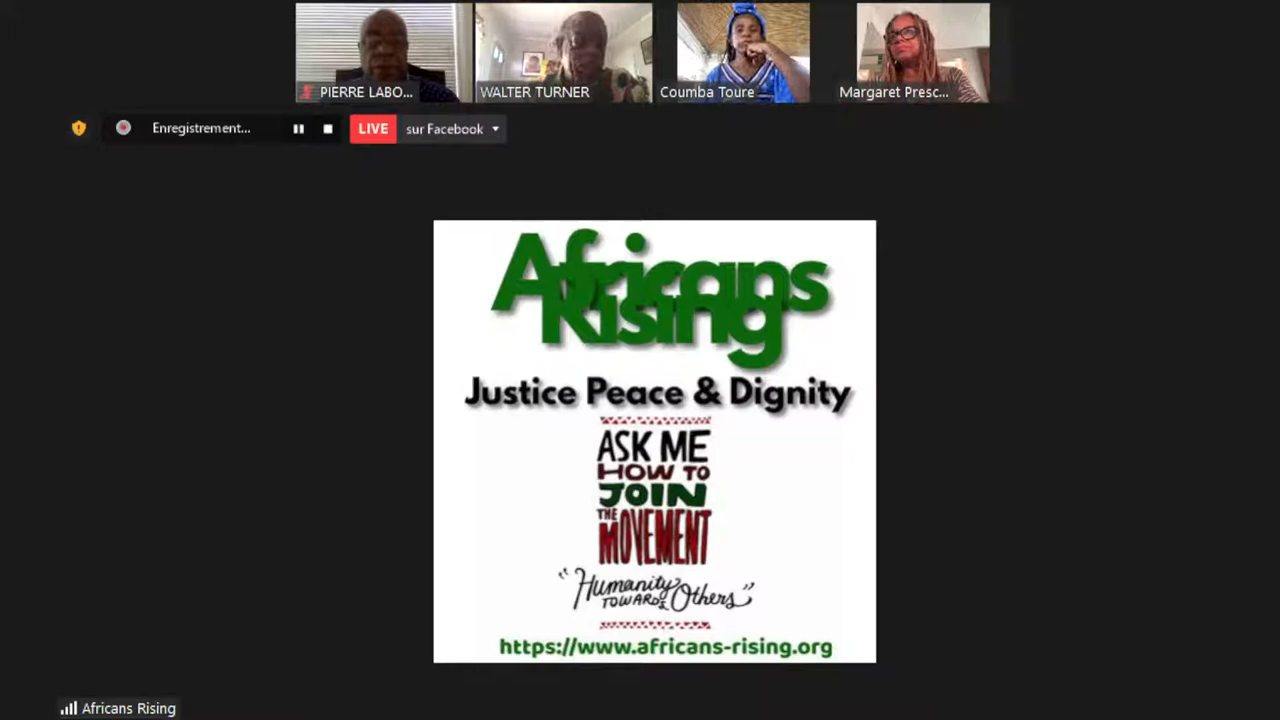 PIERRE LABO...
WALTER TURNER
Coumba Toure
Margaret Presc...
Enregistrement...
LIVE sur Facebook
Africans
Rising
Justice Peace & Dignity
ASK ME
HOW TO
JOIN
THE MOVEMENT
"Humanity
TOWARDS Others"
https://www.africans-rising.org
Africans Rising